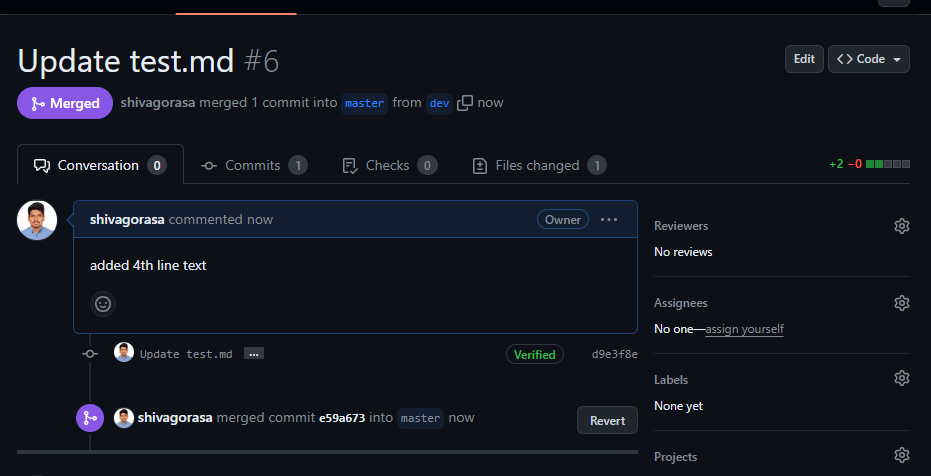 Update test.md #6
Edit
Code
Merged
shivagorasa merged 1 commit into master from dev now
Conversation 0
Commits 1
Checks 0
Files changed 1
+2 −0
shivagorasa commented now
Owner
...
added 4th line text
Update test.md ...
Verified
d9e3f8e
shivagorasa merged commit e59a673 into master now
Revert
Reviewers
No reviews
Assignees
No one—assign yourself
Labels
None yet
Projects